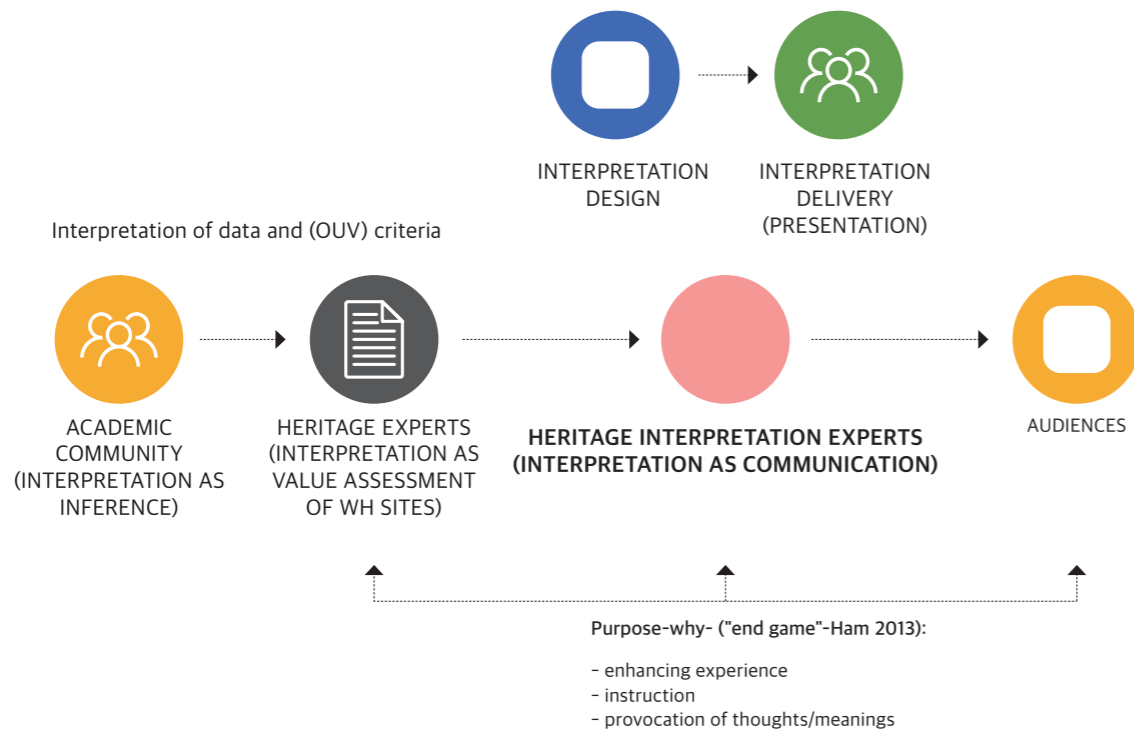 INTERPRETATION
DESIGN
INTERPRETATION
DELIVERY
(PRESENTATION)
Interpretation of data and (OUV) criteria
ACADEMIC
COMMUNITY
(INTERPRETATION AS
INFERENCE)
HERITAGE EXPERTS
(INTERPRETATION AS
VALUE ASSESSMENT
OF WH SITES)
HERITAGE INTERPRETATION EXPERTS
(INTERPRETATION AS COMMUNICATION)
AUDIENCES
Purpose-why- ("end game"-Ham 2013):
- enhancing experience
- instruction
- provocation of thoughts/meanings